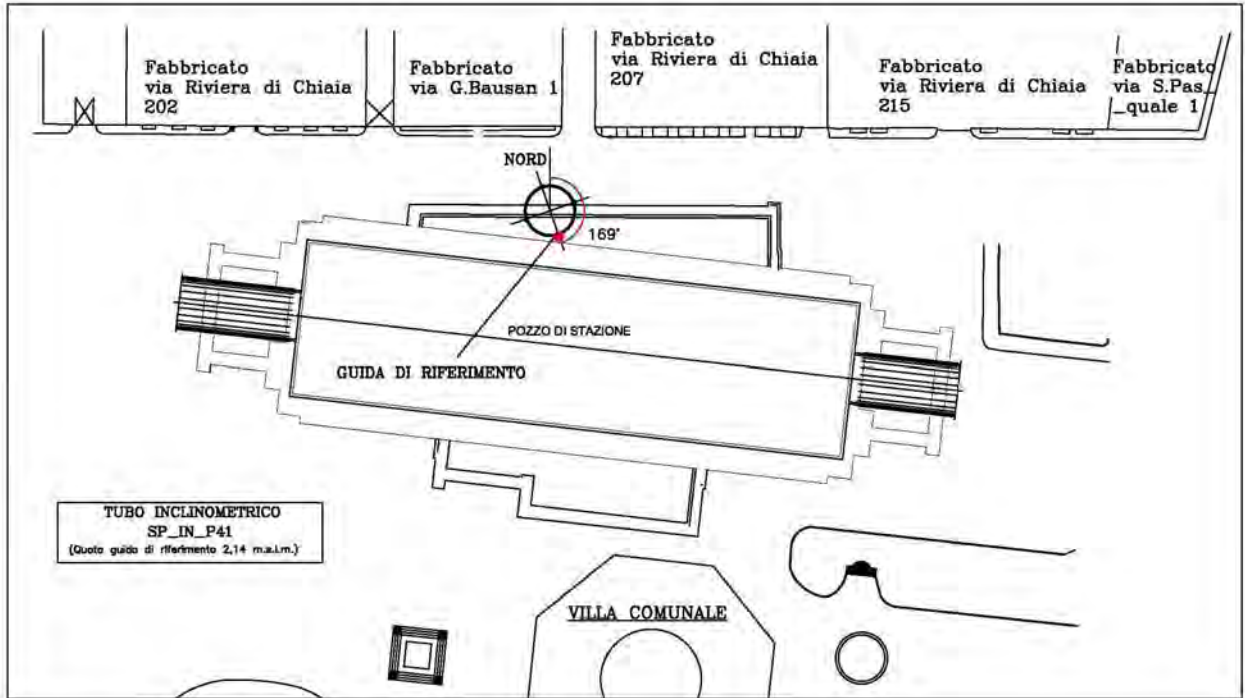 Fabbricato
via Riviera di Chiaia
202
Fabbricato
via G.Bausan 1
Fabbricato
via Riviera di Chiaia
207
Fabbricato
via Riviera di Chiaia
215
Fabbricato
via S.Pas_
_quale 1
NORD
169°
POZZO DI STAZIONE
GUIDA DI RIFERIMENTO
TUBO INCLINOMETRICO
SP_IN_P41
(Quota guida di riferimento 2,14 m.s.l.m.)
VILLA COMUNALE